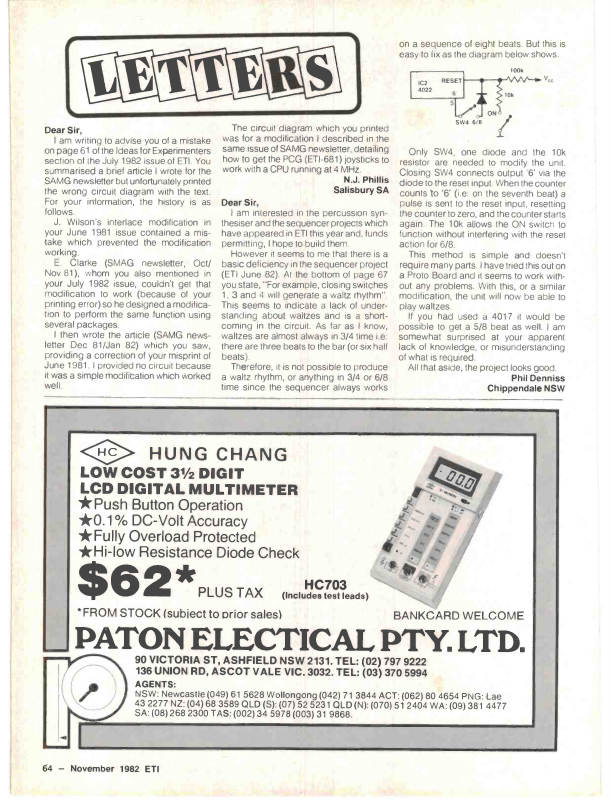 LETTERS
Dear Sir,
I am writing to advise you of a mistake
on page 61 of the Ideas for Experimenters
section of the July 1982 issue of ETI. You
summarised a brief article I wrote for the
SAMG newsletter but unfortunately printed
the wrong circuit diagram with the text.
For your information, the history is as
follows.
J. Wilson's interlace modification in
your June 1981 issue contained a mis-
take which prevented the modification
working.
E. Clarke (SMAG newsletter, Oct/
Nov 81), whom you also mentioned in
your July 1982 issue, couldn't get that
modification to work (because of your
printing error) so he designed a modifica-
tion to perform the same function using
several packages.
I then wrote the article (SAMG news-
letter Dec 81/Jan 82) which you saw,
providing a correction of your misprint of
June 1981. I provided no circuit because
it was a simple modification which worked
well.
The circuit diagram which you printed
was for a modification I described in the
same issue of SAMG newsletter, detailing
how to get the PCG (ETI-681) joysticks to
work with a CPU running at 4 MHz.
N.J. Phillis
Salisbury SA
Dear Sir,
I am interested in the percussion syn-
thesiser and the sequencer projects which
have appeared in ETI this year and, funds
permitting, I hope to build them.
However it seems to me that there is a
basic deficiency in the sequencer project
(ETI June 82). At the bottom of page 67
you state, "For example, closing switches
1, 3 and 4 will generate a waltz rhythm".
This seems to indicate a lack of under-
standing about waltzes and is a short-
coming in the circuit. As far as I know,
waltzes are almost always in 3/4 time i.e:
there are three beats to the bar (or six half
beats).
Therefore, it is not possible to produce
a waltz rhythm, or anything in 3/4 or 6/8
time since the sequencer always works
on a sequence of eight beats. But this is
easy to fix as the diagram below shows.
IC2
4022
RESET
6
5
100k
Vcc
10k
ON
SW4 6/8
Only SW4, one diode and the 10k
resistor are needed to modify the unit.
Closing SW4 connects output '6' via the
diode to the reset input. When the counter
counts to '6' (i.e. on the seventh beat) a
pulse is sent to the reset input, resetting
the counter to zero, and the counter starts
again. The 10k allows the ON switch to
function without intertering with the reset
action for 6/8.
This method is simple and doesn't
require many parts. I have tried this out on
a Proto Board and it seems to work with-
out any problems. With this, or a similar
modification, the unit will now be able to
play waltzes.
If you had used a 4017 it would be
possible to get a 5/8 beat as well. I am
somewhat surprised at your apparent
lack of knowledge, or misunderstanding
of what is required.
All that aside, the project looks good.
Phil Denniss
Chippendale NSW
HC HUNG CHANG
LOW COST 3½ DIGIT
LCD DIGITAL MULTIMETER
★Push Button Operation
★0.1% DC-Volt Accuracy
★Fully Overload Protected
★Hi-low Resistance Diode Check
$62* PLUS TAX
HC703
(Includes test leads)
*FROM STOCK (subject to prior sales)
BANKCARD WELCOME
PATON ELECTICAL PTY. LTD.
90 VICTORIA ST, ASHFIELD NSW 2131. TEL: (02) 797 9222
136 UNION RD, ASCOT VALE VIC. 3032. TEL: (03) 370 5994
AGENTS:
NSW: Newcastle (049) 61 5628 Wollongong (042) 71 3844 ACT: (062) 80 4654 PNG: Lae
43 2277 NZ: (04) 68 3589 QLD (S): (07) 52 5231 QLD (N): (070) 51 2404 WA: (09) 381 4477
SA: (08) 268 2300 TAS: (002) 34 5978 (003) 31 9868.
64 – November 1982 ETI